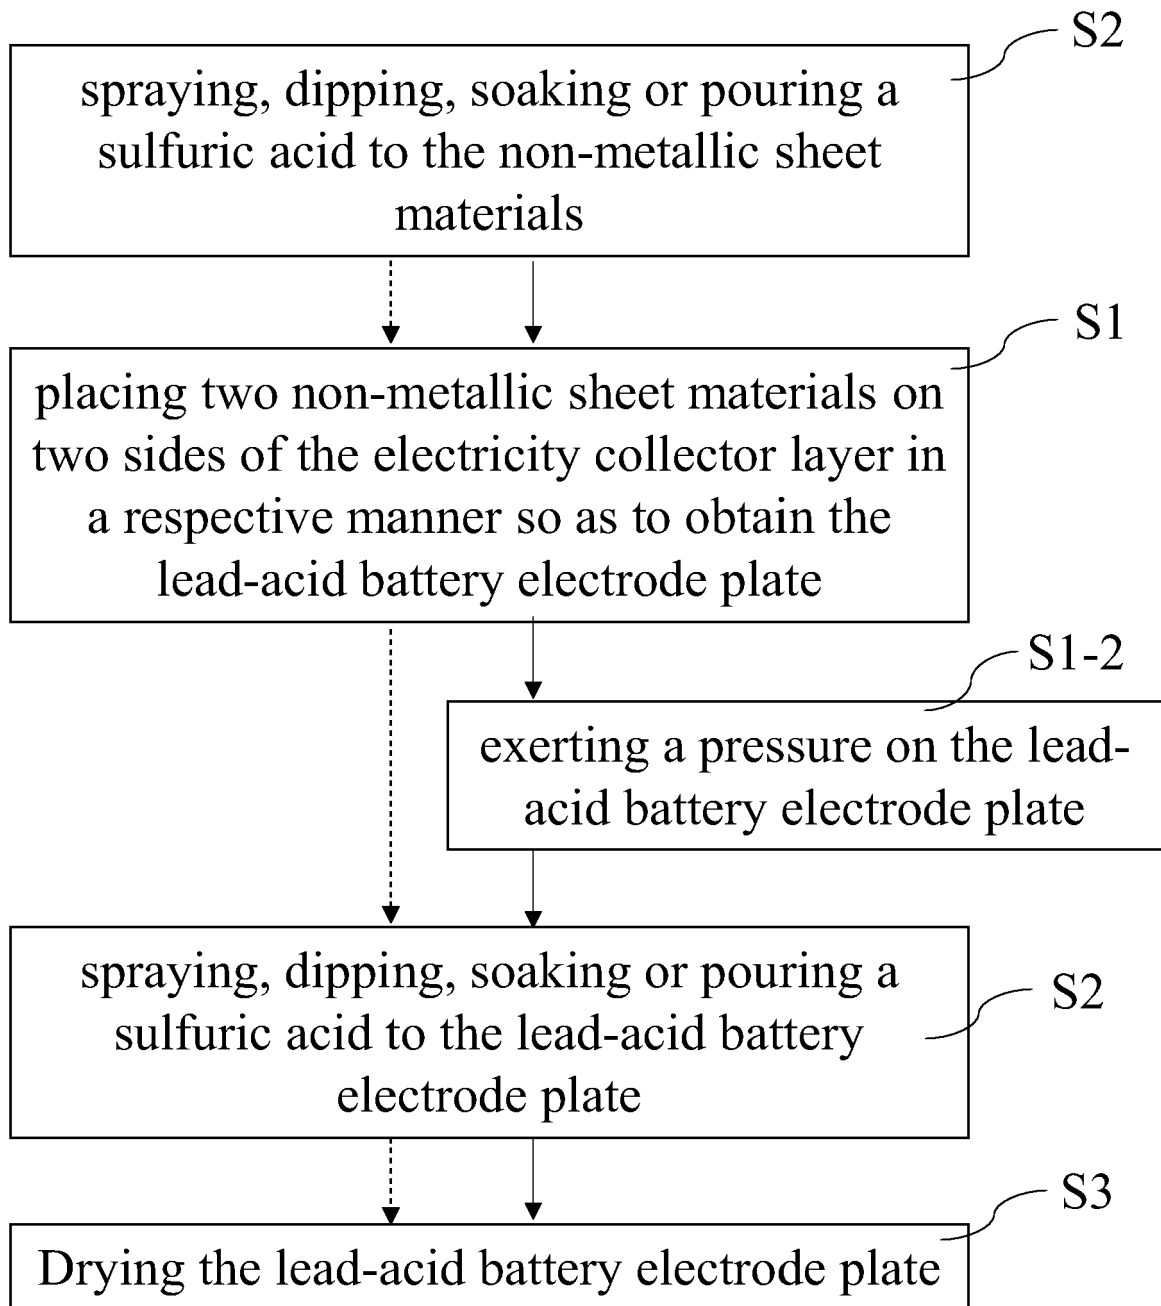 S2
spraying, dipping, soaking or pouring a
sulfuric acid to the non-metallic sheet
materials
S1
placing two non-metallic sheet materials on
two sides of the electricity collector layer in
a respective manner so as to obtain the
lead-acid battery electrode plate
S1-2
exerting a pressure on the lead-
acid battery electrode plate
spraying, dipping, soaking or pouring a
sulfuric acid to the lead-acid battery
electrode plate
S2
S3
Drying the lead-acid battery electrode plate